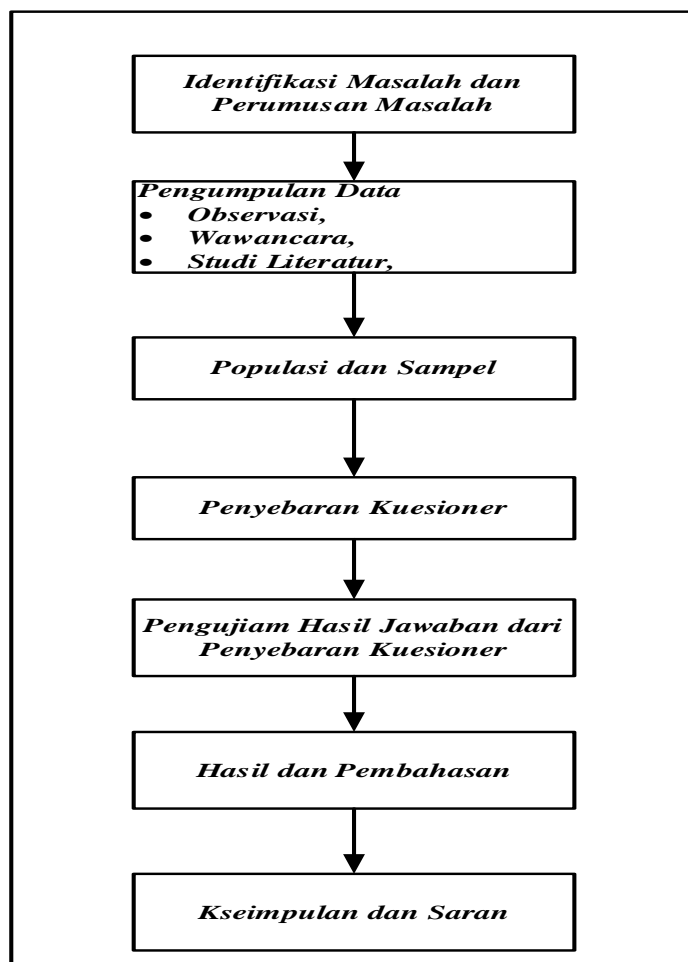 Identifikasi Masalah dan
Perumusan Masalah
Pengumpulan Data
• Observasi,
• Wawancara,
• Studi Literatur,
Populasi dan Sampel
Penyebaran Kuesioner
Pengujiam Hasil Jawaban dari
Penyebaran Kuesioner
Hasil dan Pembahasan
Kseimpulan dan Saran